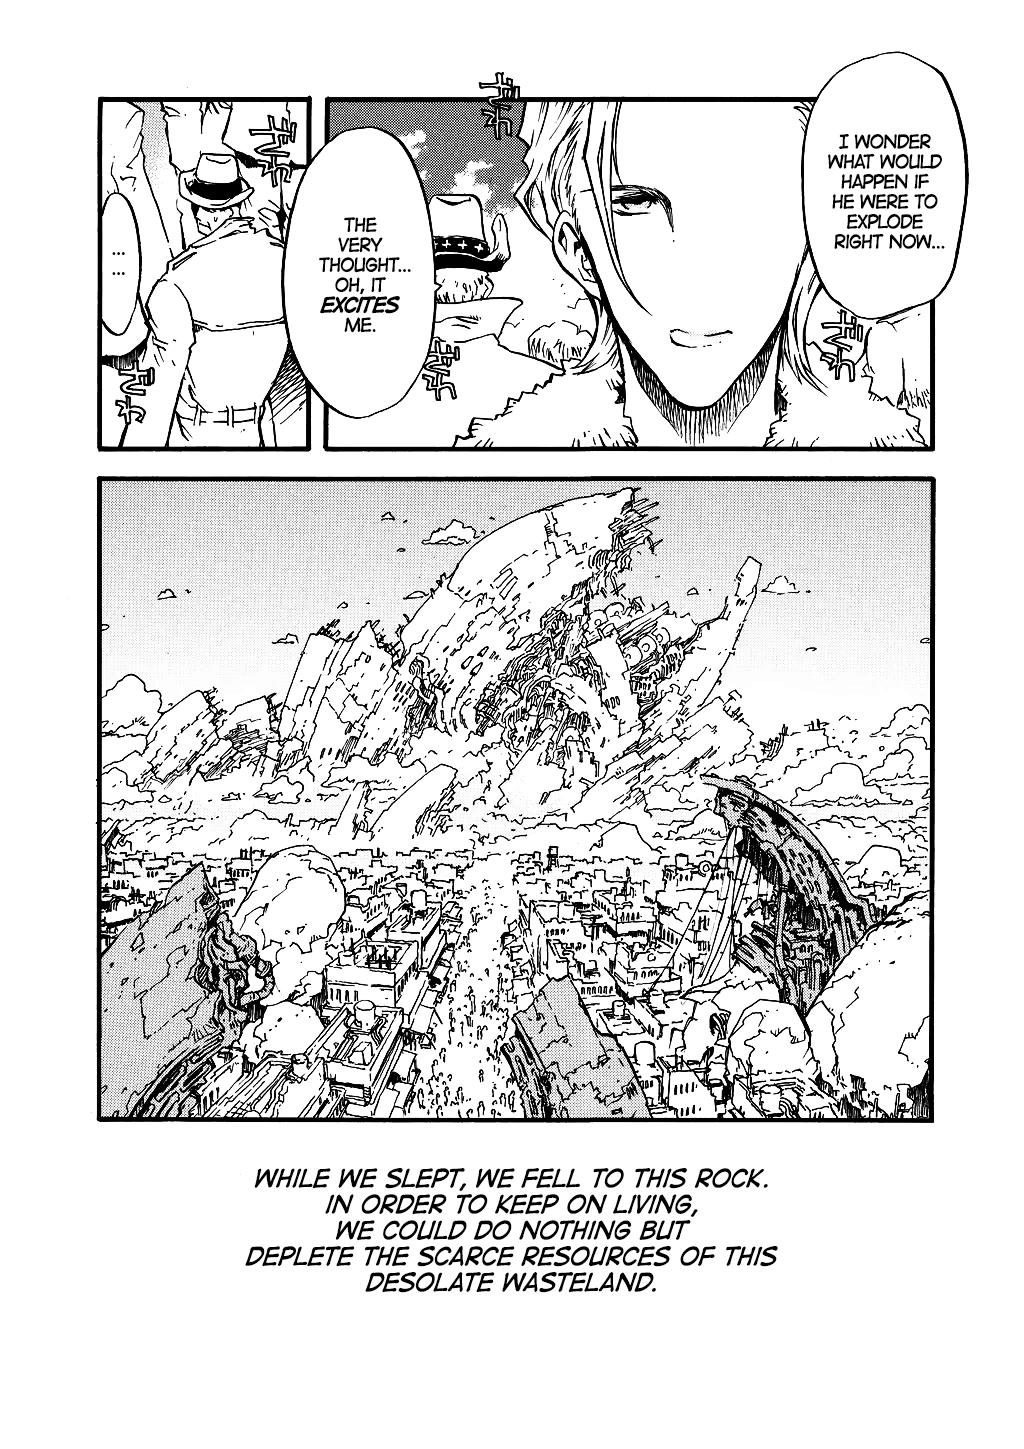 I WONDER
WHAT WOULD
HAPPEN IF
HE WERE TO
EXPLODE
RIGHT NOW...
THE
VERY
THOUGHT...
OH, IT
EXCITES
ME.
...
...
WHILE WE SLEPT, WE FELL TO THIS ROCK.
IN ORDER TO KEEP ON LIVING,
WE COULD DO NOTHING BUT
DEPLETE THE SCARCE RESOURCES OF THIS
DESOLATE WASTELAND.